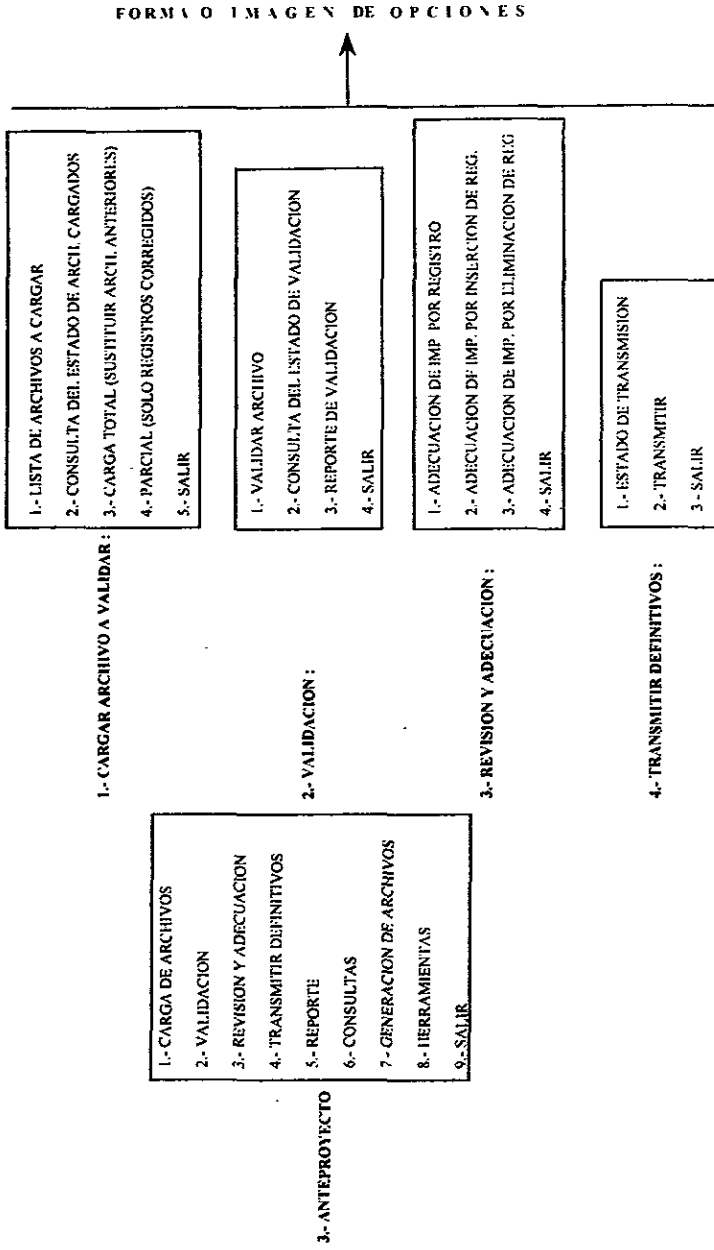 FORMA O IMAGEN DE OPCIONES
3.- ANTEPROYECTO
1.- CARGA DE ARCHIVOS
2.- VALIDACION
3.- REVISION Y ADECUACION
4.- TRANSMITIR DEFINITIVOS
5.- REPORTE
6.- CONSULTAS
7.- GENERACION DE ARCHIVOS
8.- HERRAMIENTAS
9.- SALIR
1.- CARGAR ARCHIVO A VALIDAR :
1.- LISTA DE ARCHIVOS A CARGAR
2.- CONSULTA DEL ESTADO DE ARCH. CARGADOS
3.- CARGA TOTAL (SUSTITUIR ARCH. ANTERIORES)
4.- PARCIAL (SOLO REGISTROS CORREGIDOS)
5.- SALIR
2.- VALIDACION :
1.- VALIDAR ARCHIVO
2.- CONSULTA DEL ESTADO DE VALIDACION
3.- REPORTE DE VALIDACION
4.- SALIR
3.- REVISION Y ADECUACION :
1.- ADECUACION DE IMP. POR REGISTRO
2.- ADECUACION DE IMP. POR INSERCION DE REG.
3.- ADECUACION DE IMP. POR ELIMINACION DE REG
4.- SALIR
4.- TRANSMITIR DEFINITIVOS :
1.- ESTADO DE TRANSMISION
2.- TRANSMITIR
3 - SALIR